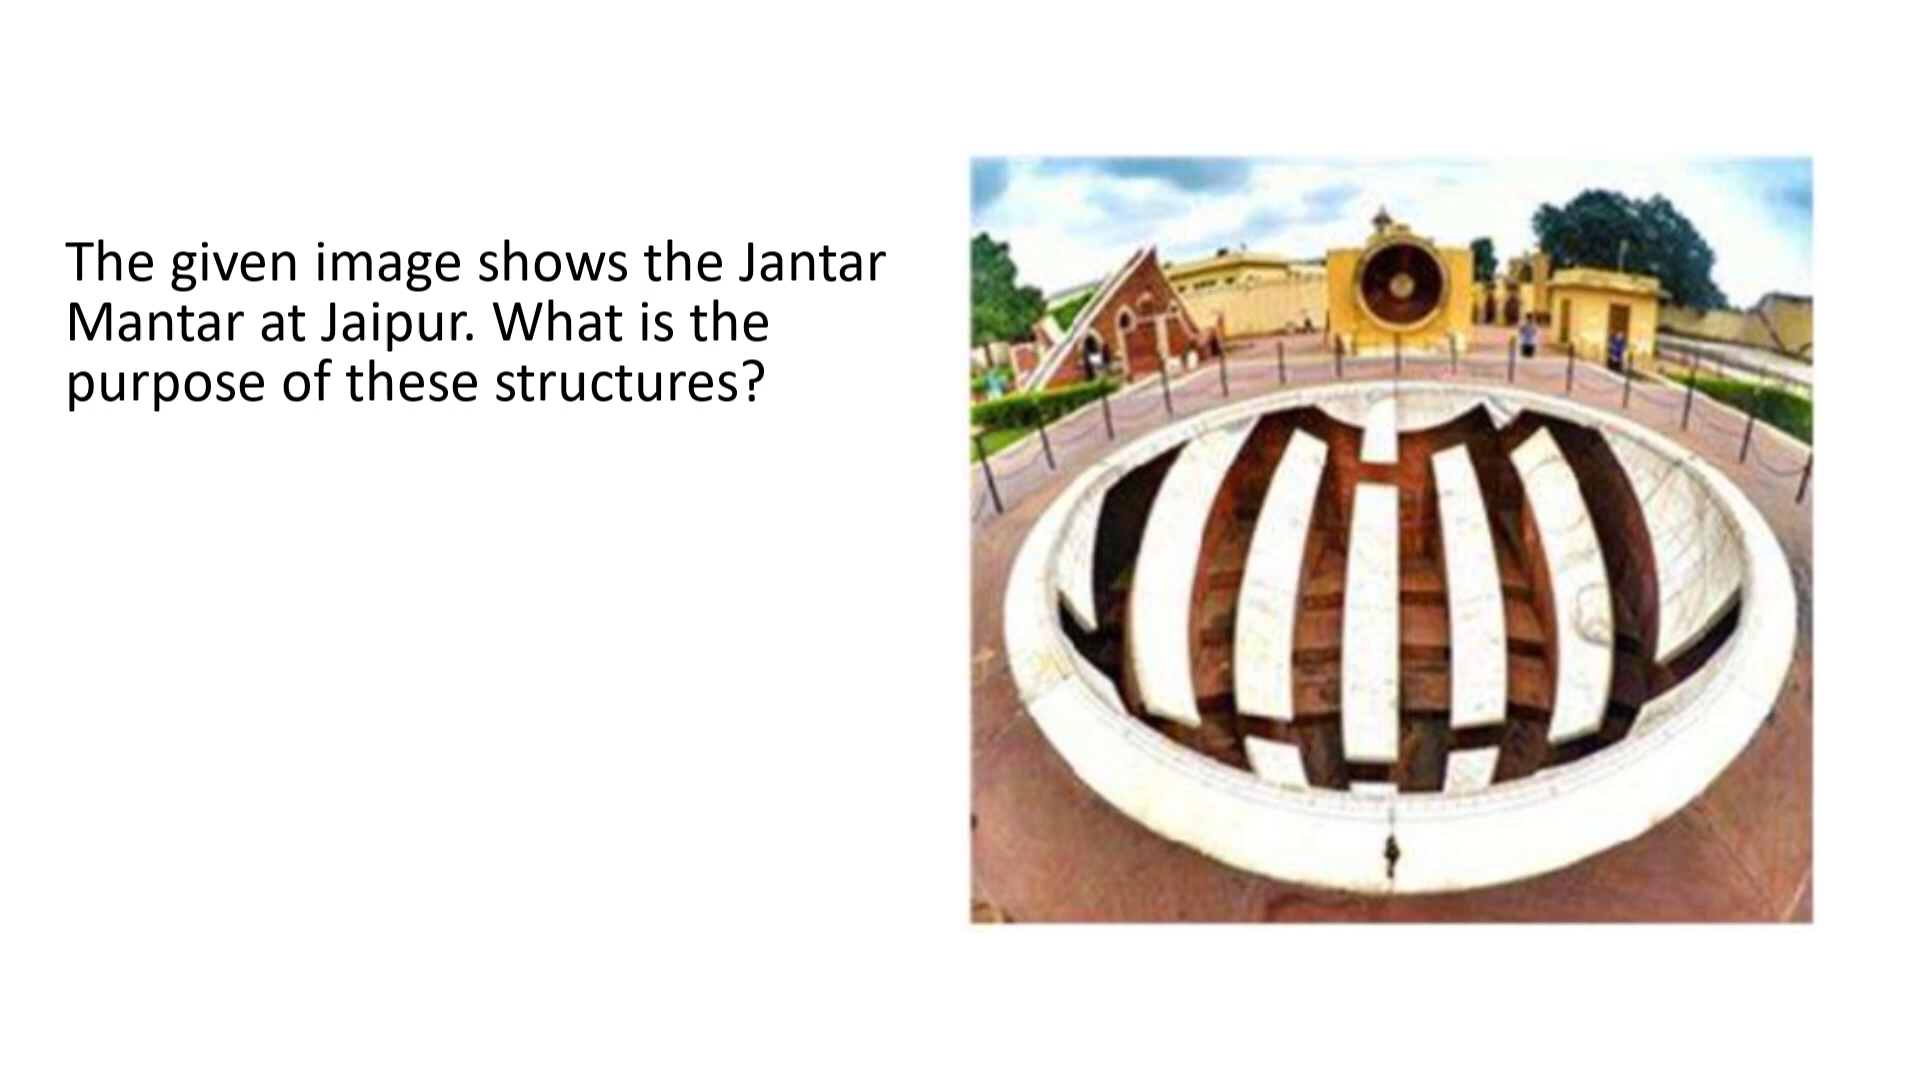 The given image shows the Jantar
Mantar at Jaipur. What is the
purpose of these structures?